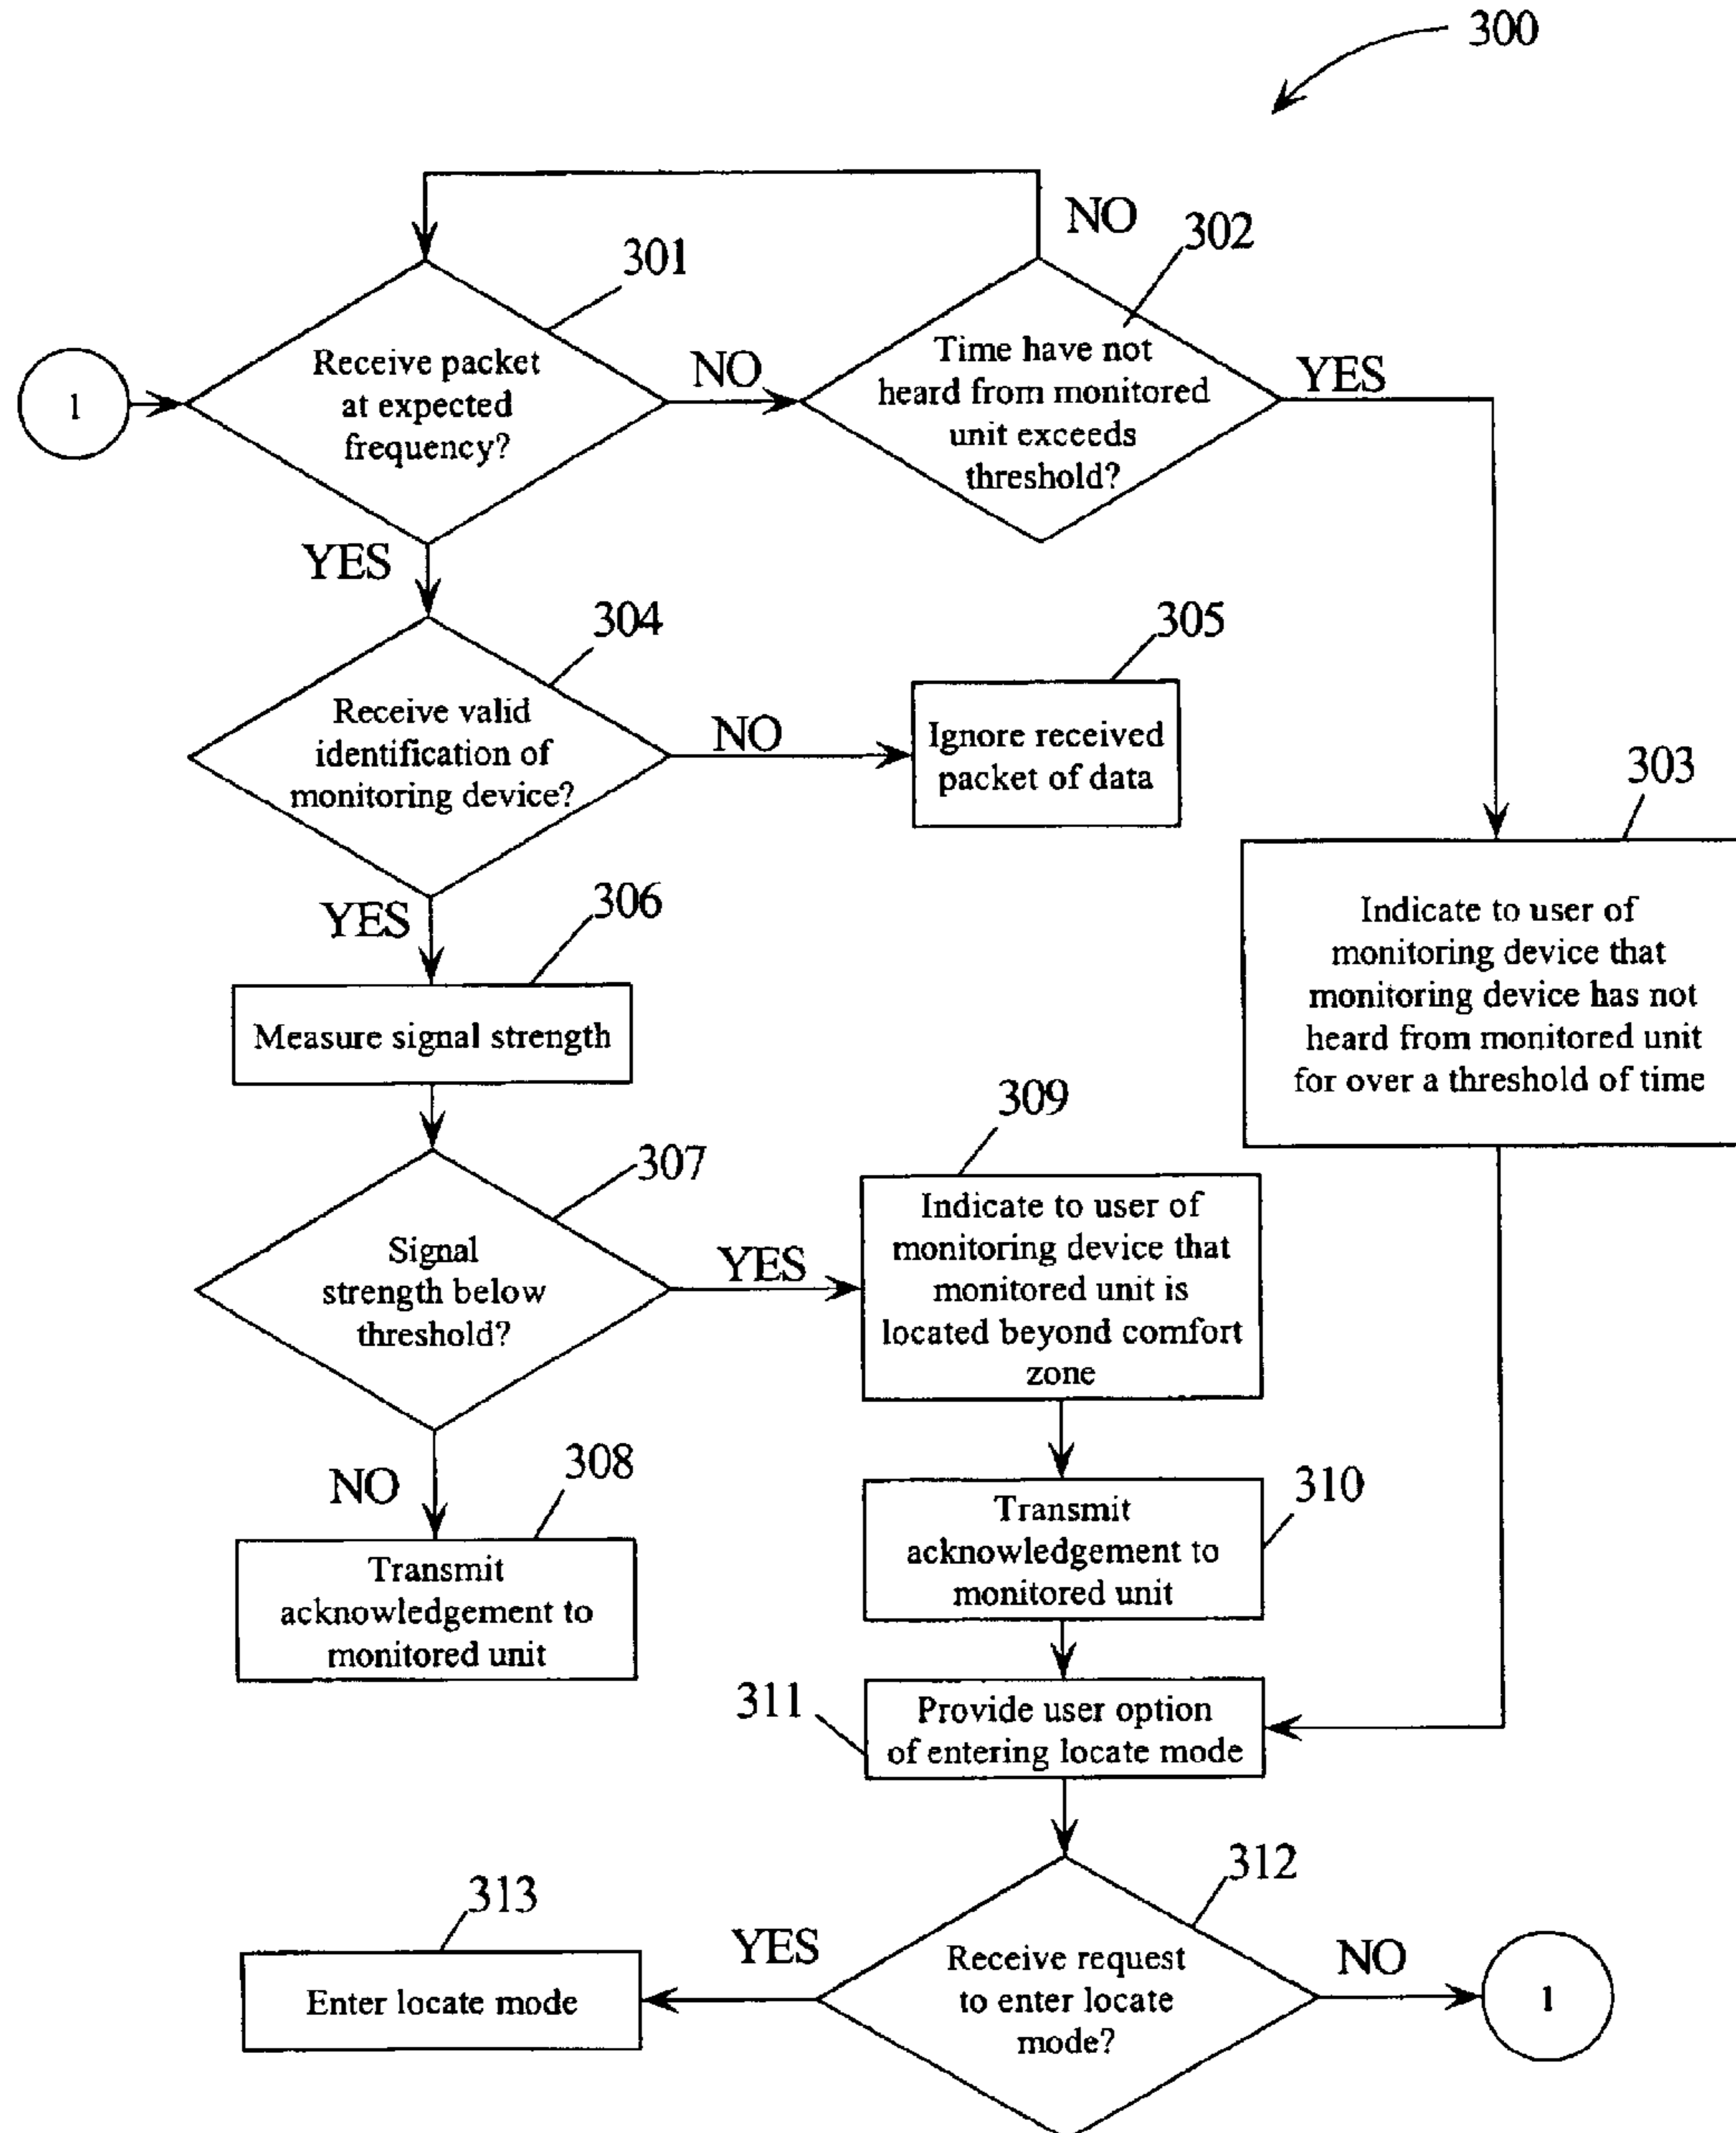 300
NO
302
301
Receive packet
at expected
frequency?
NO
Time have not
heard from monitored
unit exceeds
threshold?
YES
1
YES
304
305
Receive valid
identification of
monitoring device?
NO
Ignore received
packet of data
303
YES
306
Indicate to user of
monitoring device that
monitoring device has not
heard from monitored unit
for over a threshold of time
Measure signal strength
309
307
Signal
strength below
threshold?
YES
Indicate to user of
monitoring device that
monitored unit is
located beyond comfort
zone
NO
308
310
Transmit
acknowledgement to
monitored unit
Transmit
acknowledgement to
monitored unit
311
Provide user option
of entering locate mode
312
313
YES
Enter locate mode
Receive request
to enter locate
mode?
NO
1